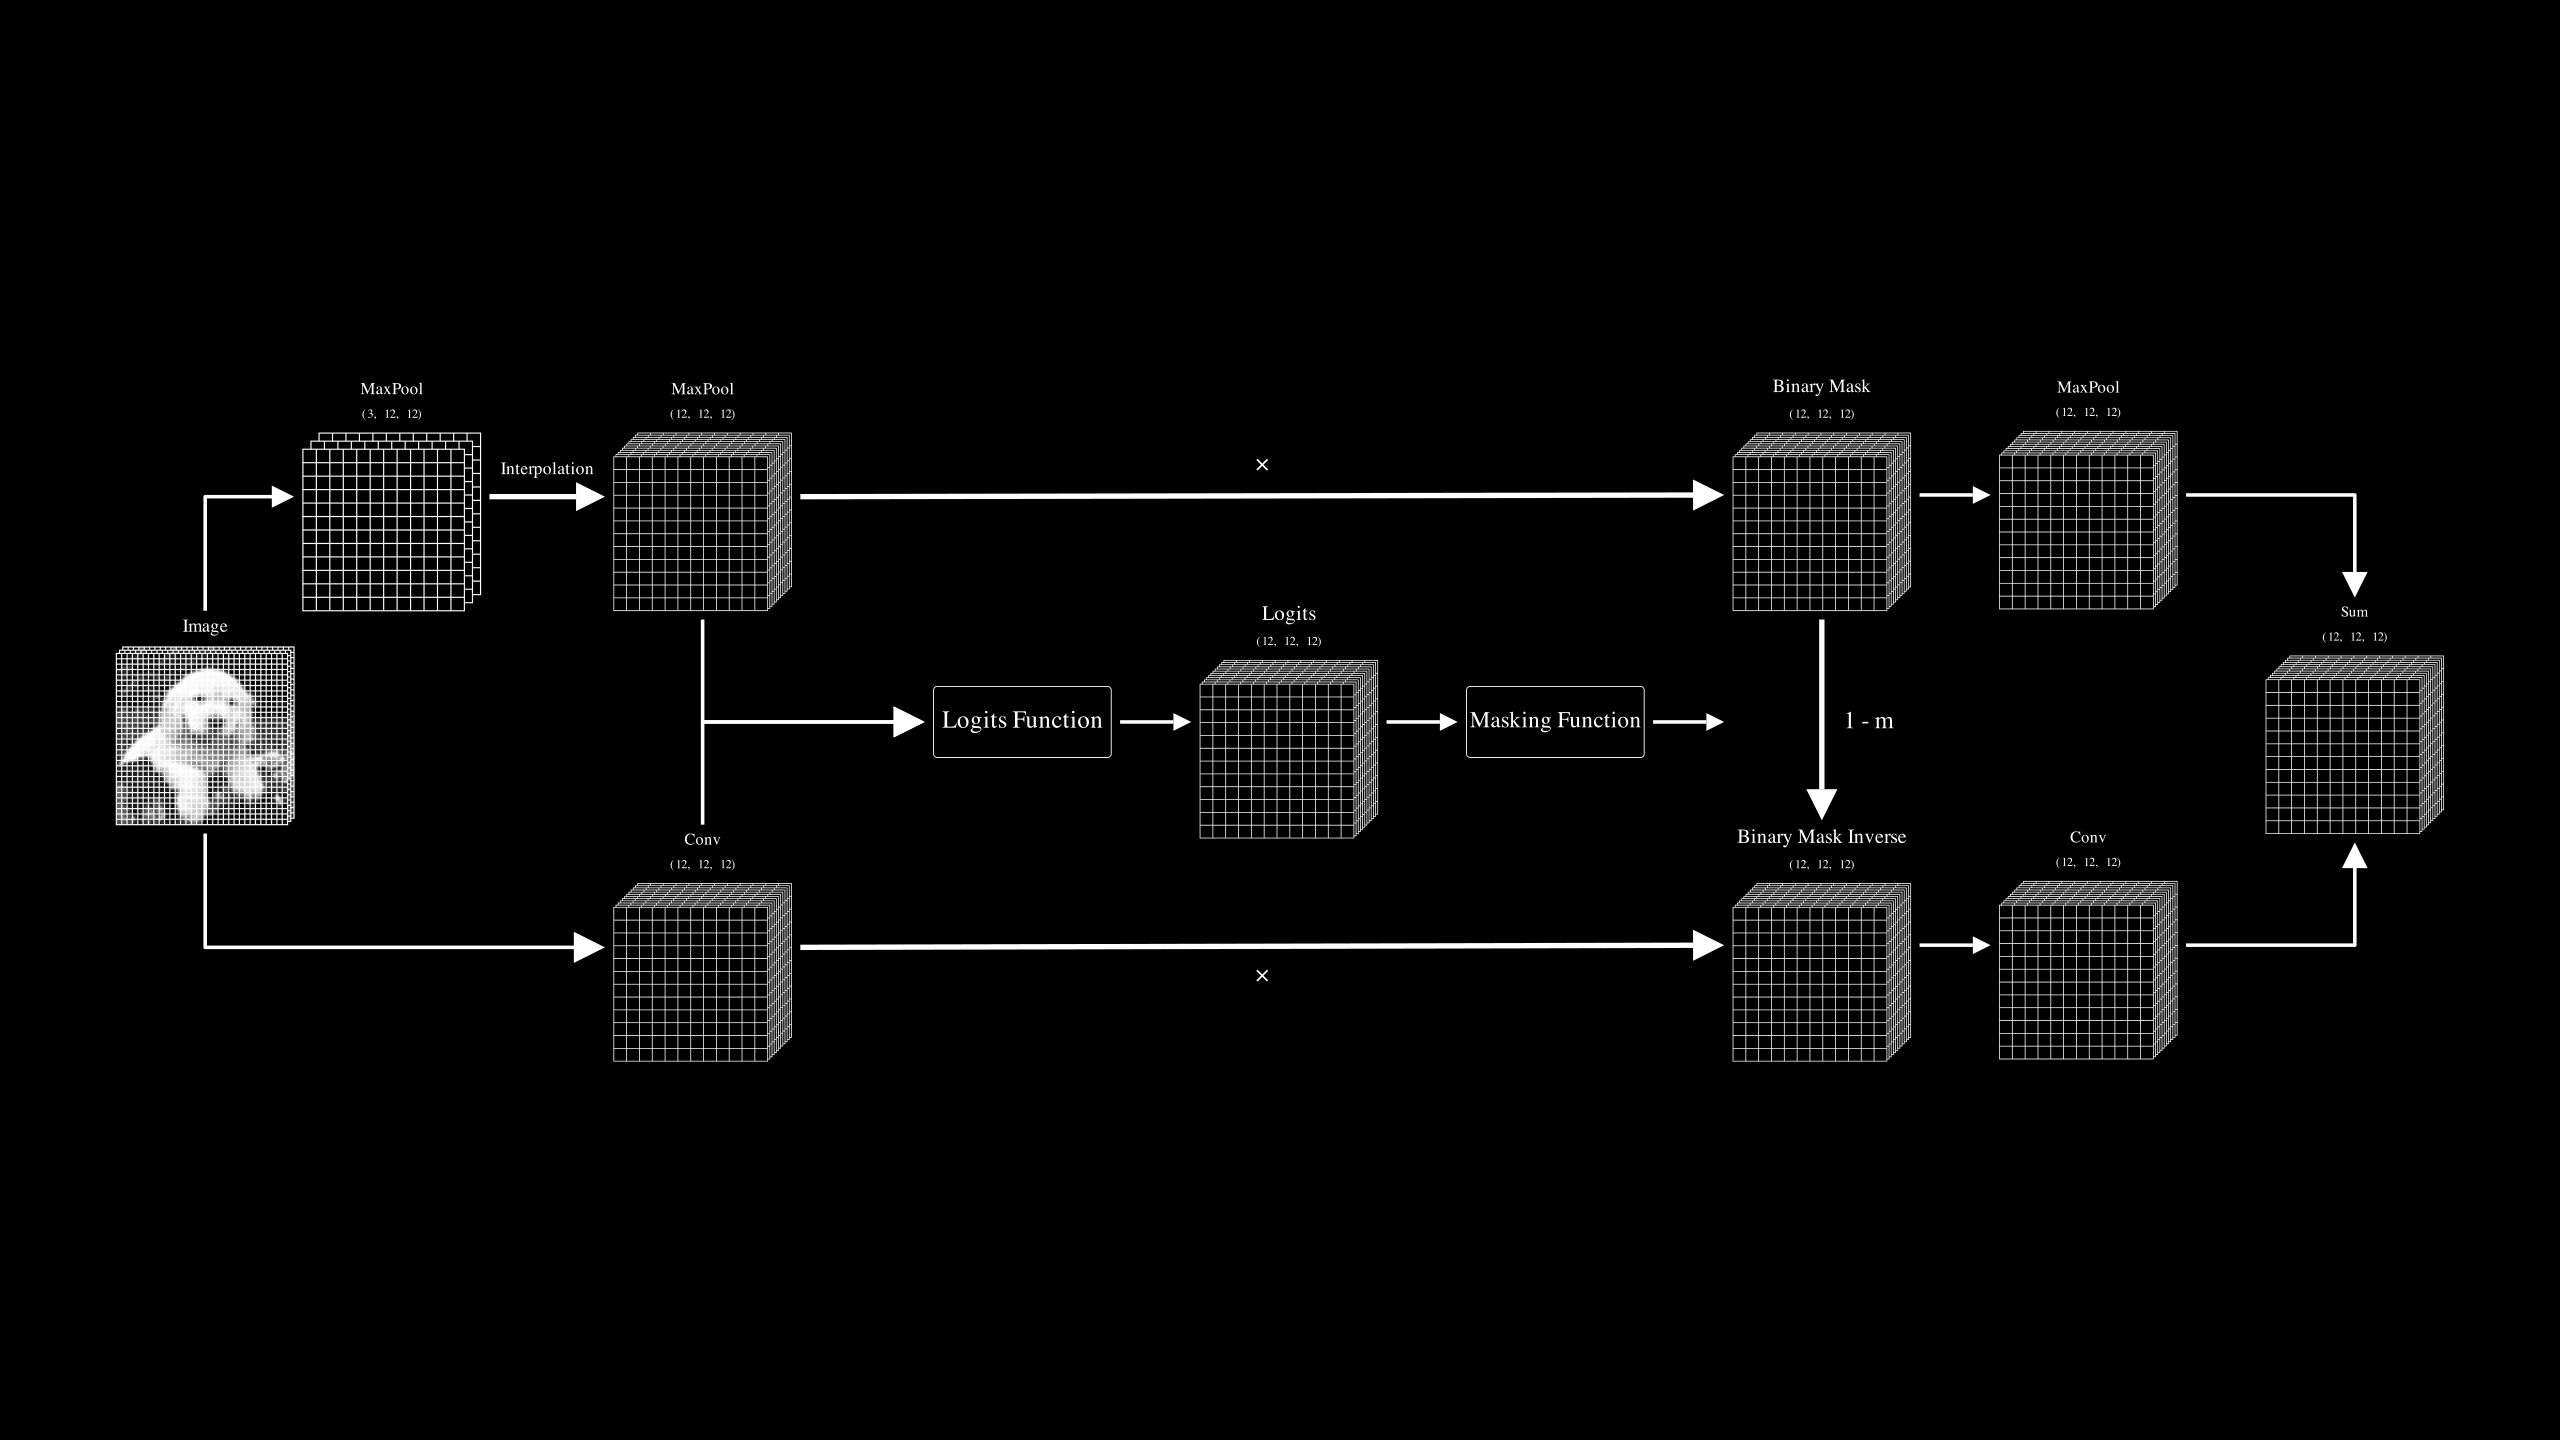 MaxPool
(3, 12, 12)
Interpolation
MaxPool
(12, 12, 12)
×
Binary Mask
(12, 12, 12)
MaxPool
(12, 12, 12)
Image
Logits Function
Logits
(12, 12, 12)
Masking Function
1 - m
Sum
(12, 12, 12)
Conv
(12, 12, 12)
×
Binary Mask Inverse
(12, 12, 12)
Conv
(12, 12, 12)